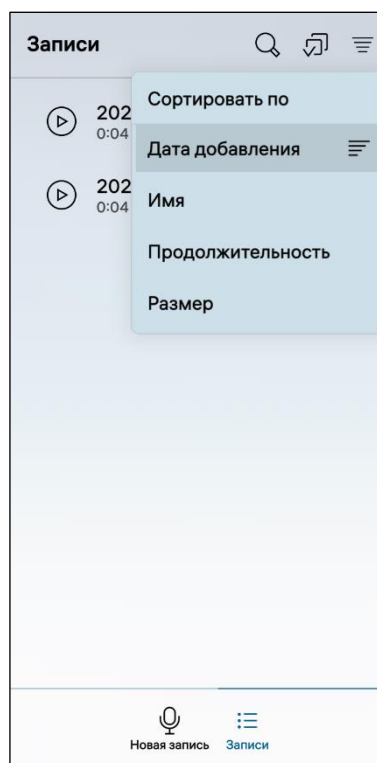 Записи
Сортировать по
202
0:04
Дата добавления
202
0:04
Имя
Продолжительность
Размер
Новая запись
Записи